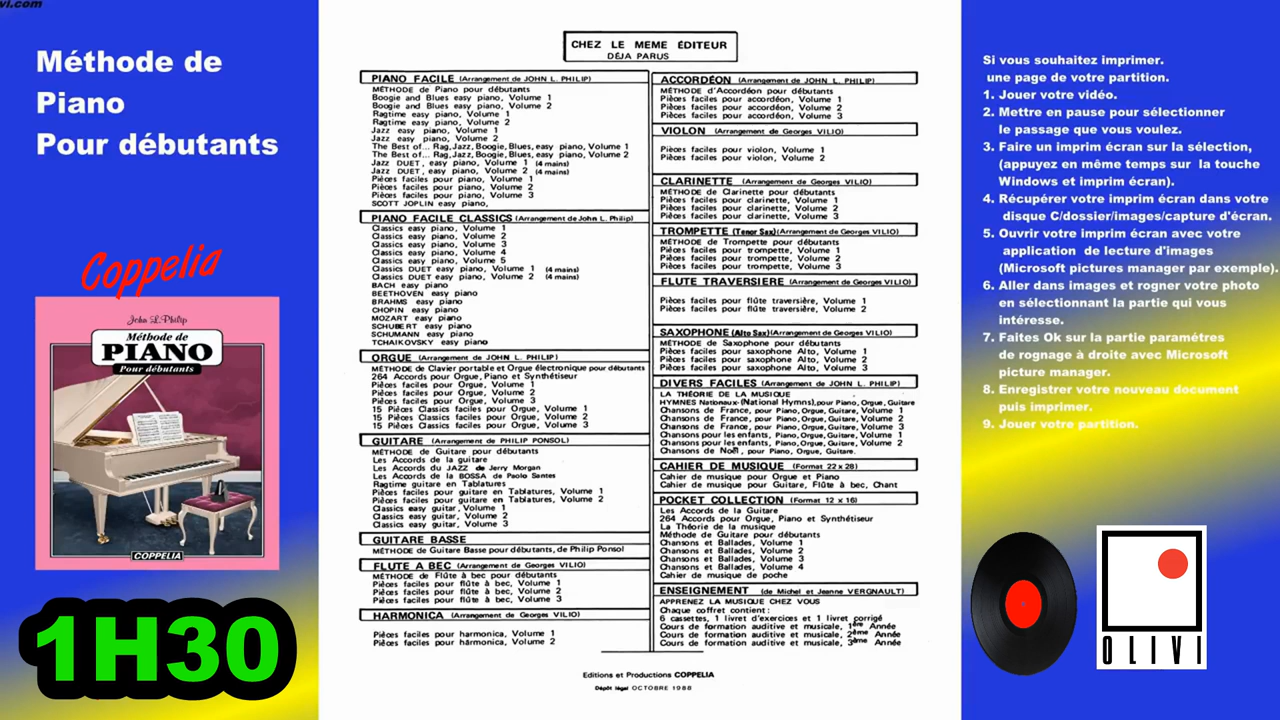 vi.com
Méthode de
Piano
Pour débutants
Coppelia
John L. Philip
Méthode de
PIANO
Pour débutants
COPPELIA
1H30
CHEZ LE MEME ÉDITEUR
DÉJA PARUS
PIANO FACILE (Arrangement de JOHN L. PHILIP)
MÉTHODE de Piano pour débutants
Boogie and Blues easy piano, Volume 1
Boogie and Blues easy piano, Volume 2
Ragtime easy piano, Volume 1
Ragtime easy piano, Volume 2
Jazz easy piano, Volume 1
Jazz easy piano, Volume 2
The Best of... Rag, Jazz, Boogie, Blues, easy piano, Volume 1
The Best of... Rag, Jazz, Boogie, Blues, easy piano, Volume 2
Jazz DUET, easy piano, Volume 1 (4 mains)
Jazz DUET, easy piano, Volume 2 (4 mains)
Pièces faciles pour piano, Volume 1
Pièces faciles pour piano, Volume 2
Pièces faciles pour piano, Volume 3
SCOTT JOPLIN easy piano,
PIANO FACILE CLASSICS (Arrangement de John L. Philip)
Classics easy piano, Volume 1
Classics easy piano, Volume 2
Classics easy piano, Volume 3
Classics easy piano, Volume 4
Classics easy piano, Volume 5
Classics DUET easy piano, Volume 1 (4 mains)
Classics DUET easy piano, Volume 2 (4 mains)
BACH easy piano
BEETHOVEN easy piano
BRAHMS easy piano
CHOPIN easy piano
MOZART easy piano
SCHUBERT easy piano
SCHUMANN easy piano
TCHAIKOVSKY easy piano
ORGUE (Arrangement de JOHN L. PHILIP)
MÉTHODE de Clavier portable et Orgue électronique pour débutants
264 Accords pour Orgue, Piano et Synthétiseur
Pièces faciles pour Orgue, Volume 1
Pièces faciles pour Orgue, Volume 2
Pièces faciles pour Orgue, Volume 3
15 Pièces Classics faciles pour Orgue, Volume 1
15 Pièces Classics faciles pour Orgue, Volume 2
15 Pièces Classics faciles pour Orgue, Volume 3
GUITARE (Arrangement de PHILIP PONSOL)
MÉTHODE de Guitare pour débutants
Les Accords de la guitare
Les Accords du JAZZ de Jerry Morgan
Les Accords de la BOSSA de Paolo Santes
Ragtime guitare en Tablatures
Pièces faciles pour guitare en Tablatures, Volume 1
Pièces faciles pour guitare en Tablatures, Volume 2
Classics easy guitar, Volume 1
Classics easy guitar, Volume 2
Classics easy guitar, Volume 3
GUITARE BASSE
MÉTHODE de Guitare Basse pour débutants, de Philip Ponsol
FLUTE A BEC (Arrangement de Georges VILIO)
MÉTHODE de Flûte à bec pour débutants
Pièces faciles pour flûte à bec, Volume 1
Pièces faciles pour flûte à bec, Volume 2
Pièces faciles pour flûte à bec, Volume 3
HARMONICA (Arrangement de Georges VILIO)
Pièces faciles pour harmonica, Volume 1
Pièces faciles pour harmonica, Volume 2
ACCORDÉON (Arrangement de JOHN L. PHILIP)
MÉTHODE d'Accordéon pour débutants
Pièces faciles pour accordéon, Volume 1
Pièces faciles pour accordéon, Volume 2
Pièces faciles pour accordéon, Volume 3
VIOLON (Arrangement de Georges VILIO)
Pièces faciles pour violon, Volume 1
Pièces faciles pour violon, Volume 2
CLARINETTE (Arrangement de Georges VILIO)
MÉTHODE de Clarinette pour débutants
Pièces faciles pour clarinette, Volume 1
Pièces faciles pour clarinette, Volume 2
Pièces faciles pour clarinette, Volume 3
TROMPETTE (Tenor Sax) (Arrangement de Georges VILIO)
MÉTHODE de Trompette pour débutants
Pièces faciles pour trompette, Volume 1
Pièces faciles pour trompette, Volume 2
Pièces faciles pour trompette, Volume 3
FLUTE TRAVERSIERE (Arrangement de Georges VILIO)
Pièces faciles pour flûte traversière, Volume 1
Pièces faciles pour flûte traversière, Volume 2
SAXOPHONE (Alto Sax) (Arrangement de Georges VILIO)
MÉTHODE de Saxophone pour débutants
Pièces faciles pour saxophone Alto, Volume 1
Pièces faciles pour saxophone Alto, Volume 2
Pièces faciles pour saxophone Alto, Volume 3
DIVERS FACILES (Arrangement de JOHN L. PHILIP)
LA THÉORIE DE LA MUSIQUE
HYMNES Nationaux (National Hymns), pour Piano, Orgue, Guitare
Chansons de France, pour Piano, Orgue, Guitare, Volume 1
Chansons de France, pour Piano, Orgue, Guitare, Volume 2
Chansons de France, pour Piano, Orgue, Guitare, Volume 3
Chansons pour les enfants, Piano, Orgue, Guitare, Volume 1
Chansons pour les enfants, Piano, Orgue, Guitare, Volume 2
Chansons de Noël, pour Piano, Orgue, Guitare.
CAHIER DE MUSIQUE (Format 22 x 28)
Cahier de musique pour Orgue et Piano
Cahier de musique pour Guitare, Flûte à bec, Chant
POCKET COLLECTION (Format 12 x 16)
Les Accords de la Guitare
264 Accords pour Orgue, Piano et Synthétiseur
La Théorie de la musique
Méthode de Guitare pour débutants
Chansons et Ballades, Volume 1
Chansons et Ballades, Volume 2
Chansons et Ballades, Volume 3
Chansons et Ballades, Volume 4
Cahier de musique de poche
ENSEIGNEMENT (de Michel et Jeanne VERGNAULT)
APPRENEZ LA MUSIQUE CHEZ VOUS
Chaque coffret contient :
6 cassettes, 1 livret d'exercices et 1 livret corrigé
Cours de formation auditive et musicale, 1ère Année
Cours de formation auditive et musicale, 2ème Année
Cours de formation auditive et musicale, 3ème Année
Editions et Productions COPPELIA
Dépôt légal OCTOBRE 1988
Si vous souhaitez imprimer.
une page de votre partition.
1. Jouer votre vidéo.
2. Mettre en pause pour sélectionner
le passage que vous voulez.
3. Faire un imprim écran sur la sélection,
(appuyez en même temps sur la touche
Windows et imprim écran).
4. Récupérer votre imprim écran dans votre
disque C/dossier/images/capture d'écran.
5. Ouvrir votre imprim écran avec votre
application de lecture d'images
(Microsoft pictures manager par exemple).
6. Aller dans images et rogner votre photo
en sélectionnant la partie qui vous
intéresse.
7. Faites Ok sur la partie paramétres
de rognage à droite avec Microsoft
picture manager.
8. Enregistrer votre nouveau document
puis imprimer.
9. Jouer votre partition.
OLIVI